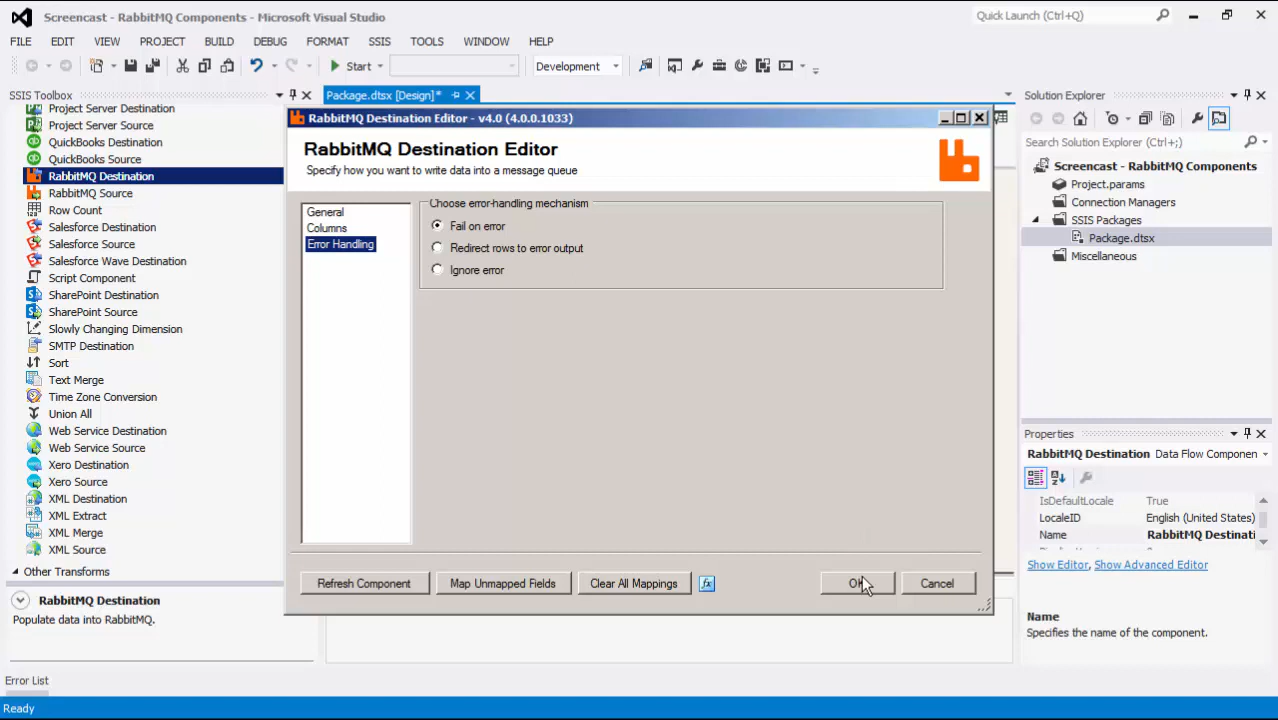 Screencast - RabbitMQ Components - Microsoft Visual Studio
Quick Launch (Ctrl+Q)
FILE EDIT VIEW PROJECT BUILD DEBUG FORMAT SSIS TOOLS WINDOW HELP
Start
Development
SSIS Toolbox
Project Server Destination
Project Server Source
QuickBooks Destination
QuickBooks Source
RabbitMQ Destination
RabbitMQ Source
Row Count
Salesforce Destination
Salesforce Source
Salesforce Wave Destination
Script Component
SharePoint Destination
SharePoint Source
Slowly Changing Dimension
SMTP Destination
Sort
Text Merge
Time Zone Conversion
Union All
Web Service Destination
Web Service Source
Xero Destination
Xero Source
XML Destination
XML Extract
XML Merge
XML Source
Other Transforms
RabbitMQ Destination
Populate data into RabbitMQ.
Package.dtsx [Design]*
RabbitMQ Destination Editor - v4.0 (4.0.0.1033)
RabbitMQ Destination Editor
Specify how you want to write data into a message queue
General
Columns
Error Handling
Choose error-handling mechanism
Fail on error
Redirect rows to error output
Ignore error
Refresh Component
Map Unmapped Fields
Clear All Mappings
fx
OK
Cancel
Solution Explorer
Search Solution Explorer (Ctrl+;)
Screencast - RabbitMQ Components
Project.params
Connection Managers
SSIS Packages
Package.dtsx
Miscellaneous
Properties
RabbitMQ Destination Data Flow Componen
IsDefaultLocale True
LocaleID English (United States)
Name RabbitMQ Destinati
Show Editor, Show Advanced Editor
Name
Specifies the name of the component.
Error List
Ready